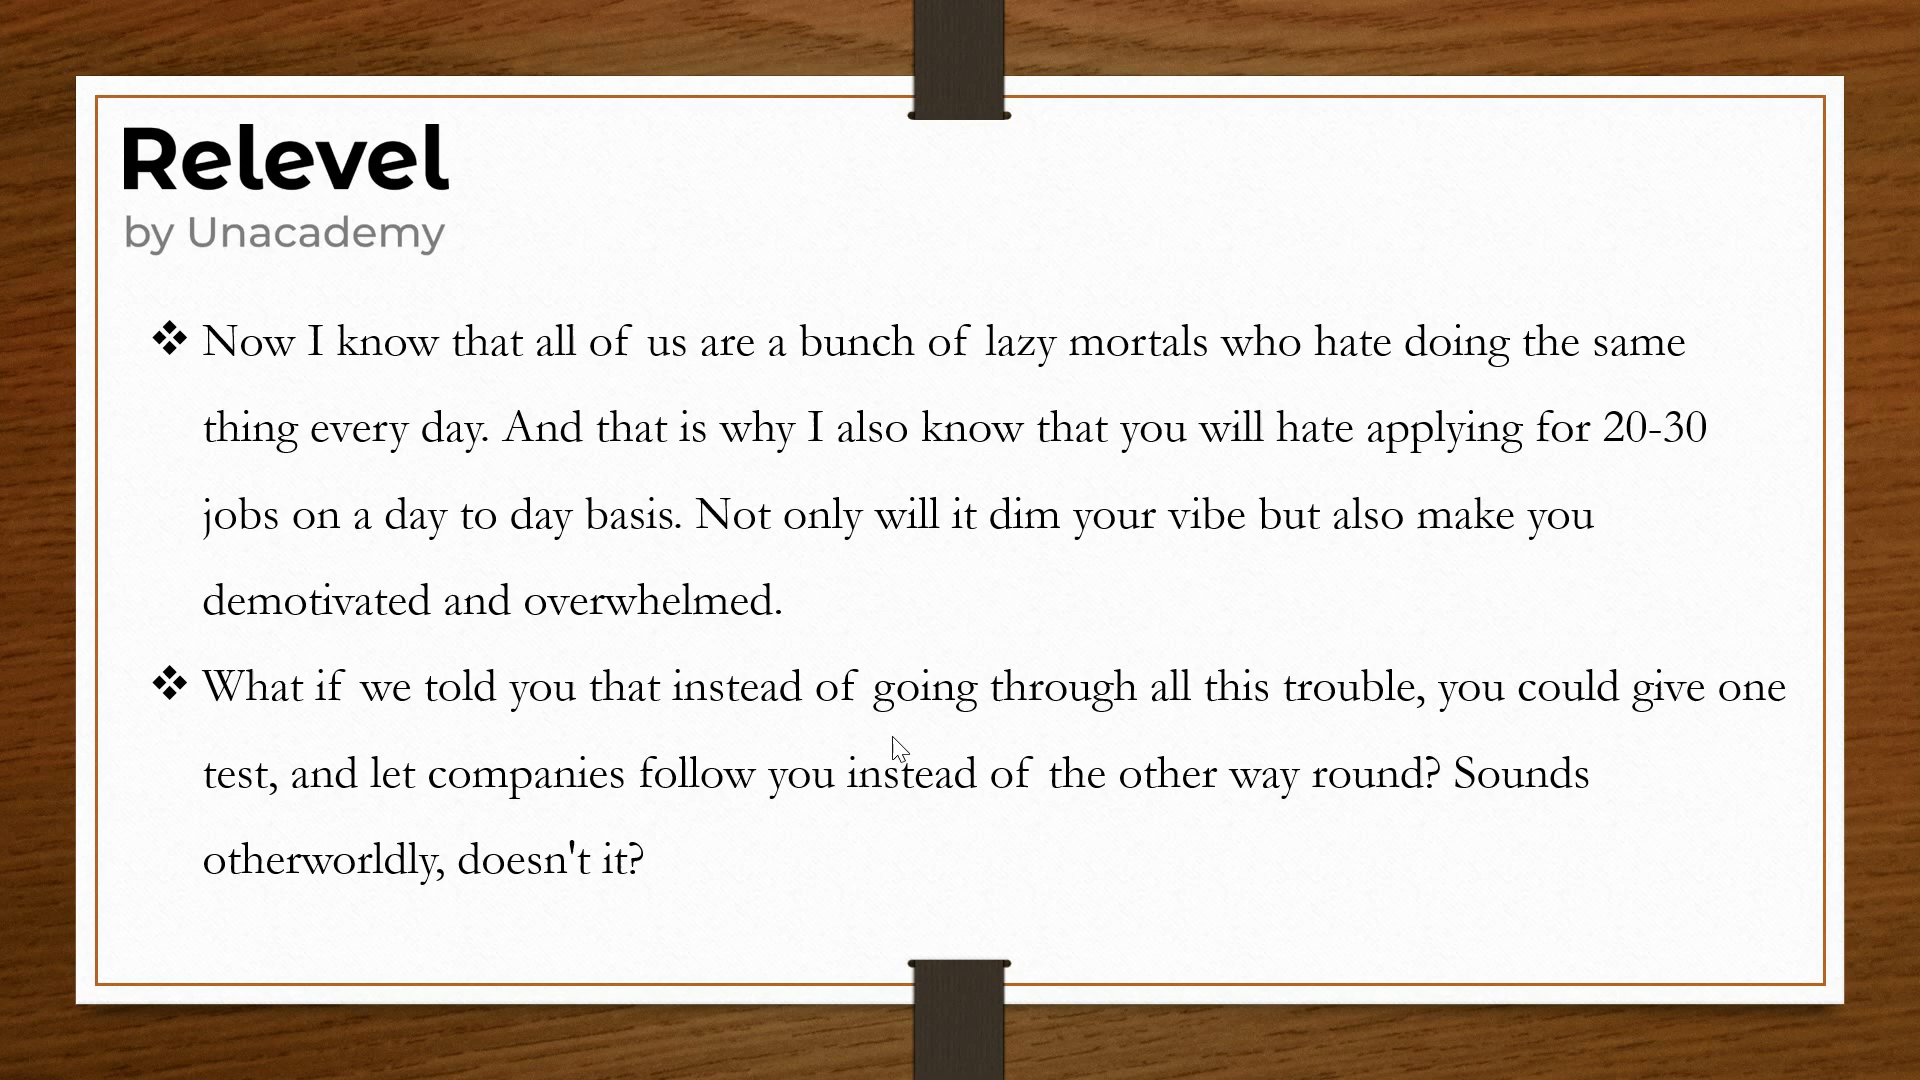 Relevel
by Unacademy
❖ Now I know that all of us are a bunch of lazy mortals who hate doing the same
thing every day. And that is why I also know that you will hate applying for 20-30
jobs on a day to day basis. Not only will it dim your vibe but also make you
demotivated and overwhelmed.
❖ What if we told you that instead of going through all this trouble, you could give one
test, and let companies follow you instead of the other way round? Sounds
otherworldly, doesn't it?